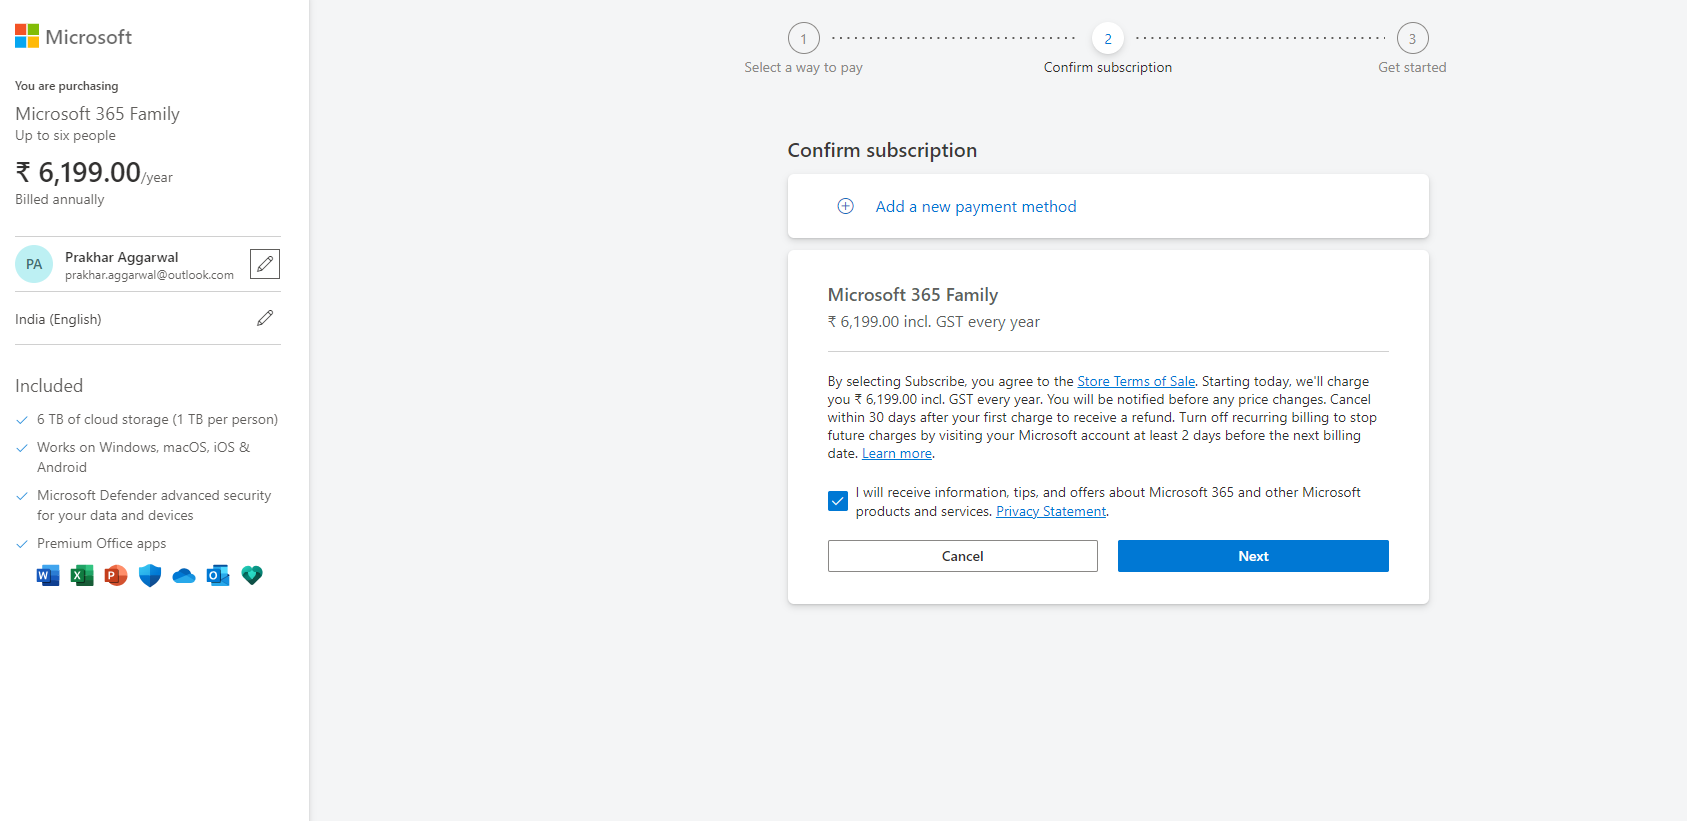 Microsoft
You are purchasing
Microsoft 365 Family
Up to six people
₹ 6,199.00/year
Billed annually
PA
Prakhar Aggarwal
prakhar.aggarwal@outlook.com
India (English)
Included
6 TB of cloud storage (1 TB per person)
Works on Windows, macOS, iOS &
Android
Microsoft Defender advanced security
for your data and devices
Premium Office apps
1
Select a way to pay
2
Confirm subscription
3
Get started
Confirm subscription
Add a new payment method
Microsoft 365 Family
₹ 6,199.00 incl. GST every year
By selecting Subscribe, you agree to the Store Terms of Sale. Starting today, we'll charge
you ₹ 6,199.00 incl. GST every year. You will be notified before any price changes. Cancel
within 30 days after your first charge to receive a refund. Turn off recurring billing to stop
future charges by visiting your Microsoft account at least 2 days before the next billing
date. Learn more.
I will receive information, tips, and offers about Microsoft 365 and other Microsoft
products and services. Privacy Statement.
Cancel
Next